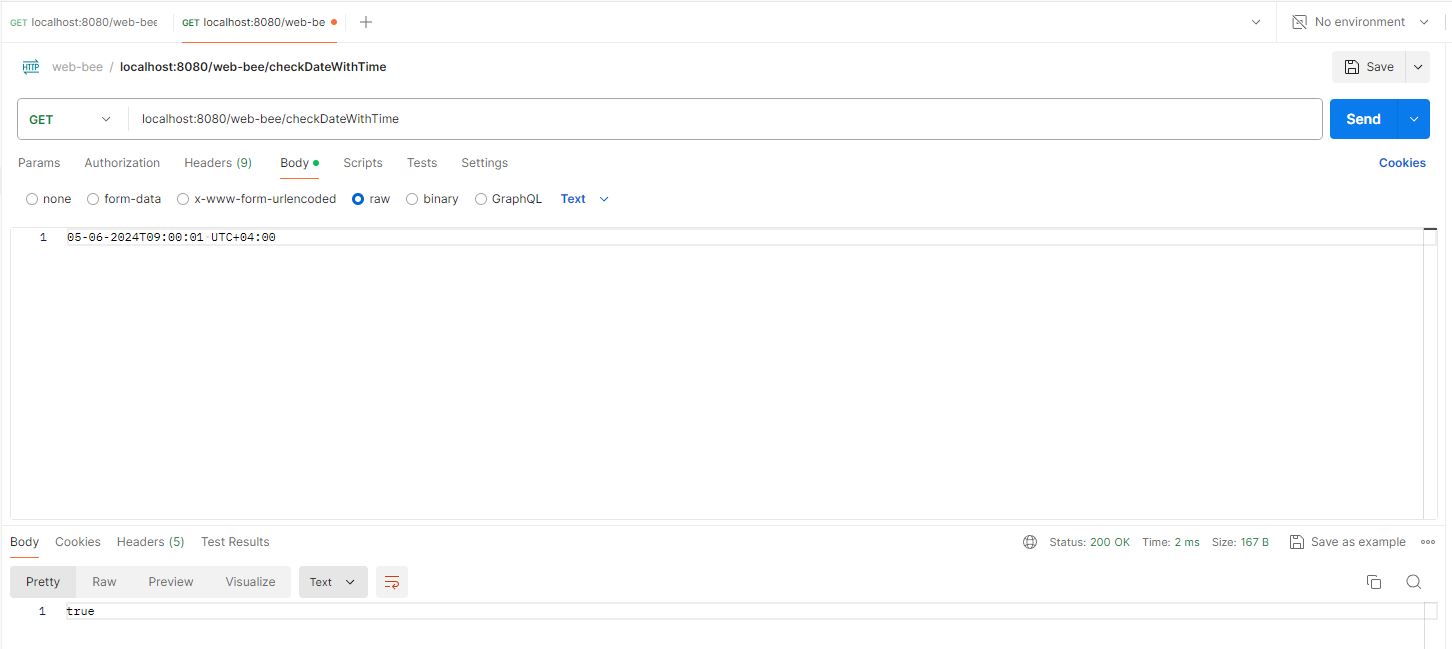 GET localhost:8080/web-bee GET localhost:8080/web-be No environment
HTTP web-bee / localhost:8080/web-bee/checkDateWithTime Save
GET localhost:8080/web-bee/checkDateWithTime Send
Params Authorization Headers (9) Body Scripts Tests Settings Cookies
none form-data x-www-form-urlencoded raw binary GraphQL Text
1 05-06-2024T09:00:01 UTC+04:00
Body Cookies Headers (5) Test Results Status: 200 OK Time: 2 ms Size: 167 B Save as example
Pretty Raw Preview Visualize Text
1 true